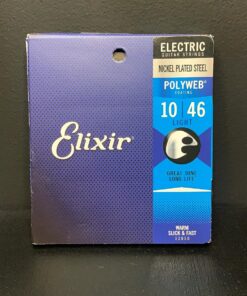 ELECTRIC
GUITAR STRINGS
NICKEL PLATED STEEL
POLYWEB®
COATING
10 46
LIGHT
Elixir
GREAT TONE
LONG LIFE
WARM
SLICK & FAST
12050